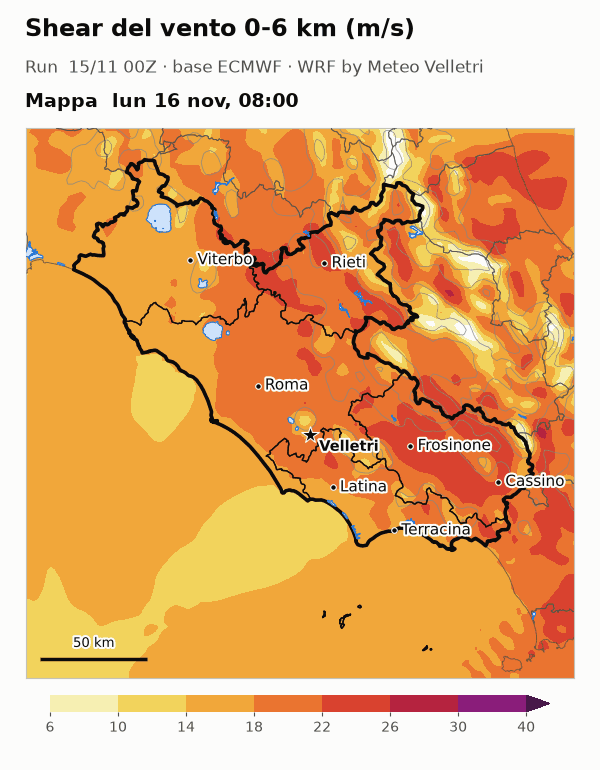 Shear del vento 0-6 km (m/s)
Run  15/11 00Z · base ECMWF · WRF by Meteo Velletri
Mappa  lun 16 nov, 08:00
Viterbo
Rieti
Roma
Velletri
Frosinone
Cassino
Latina
Terracina
50 km
6 10 14 18 22 26 30 40